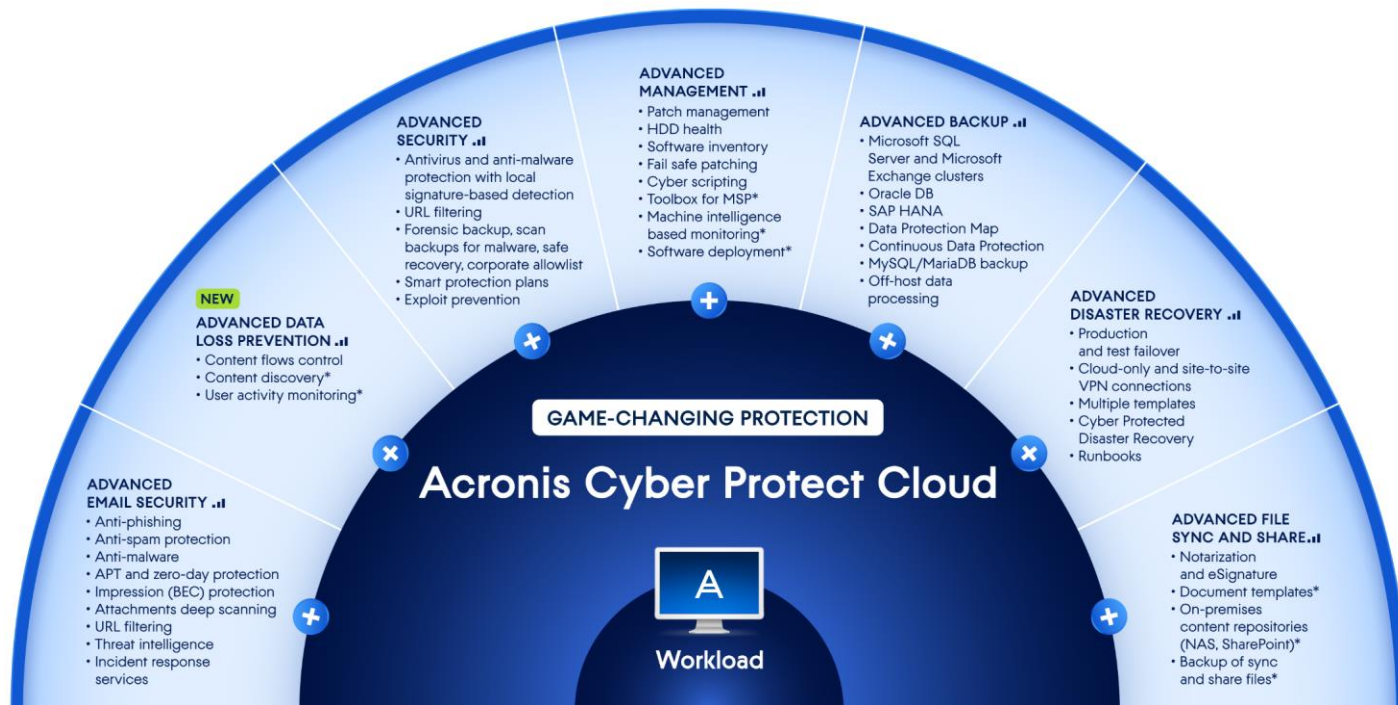 ADVANCED
EMAIL SECURITY
• Anti-phishing
• Anti-spam protection
• Anti-malware
• APT and zero-day protection
• Impression (BEC) protection
• Attachments deep scanning
• URL filtering
• Threat intelligence
• Incident response
services
NEW
ADVANCED DATA
LOSS PREVENTION
• Content flows control
• Content discovery*
• User activity monitoring*
ADVANCED
SECURITY
• Antivirus and anti-malware
protection with local
signature-based detection
• URL filtering
• Forensic backup, scan
backups for malware, safe
recovery, corporate allowlist
• Smart protection plans
• Exploit prevention
ADVANCED
MANAGEMENT
• Patch management
• HDD health
• Software inventory
• Fail safe patching
• Cyber scripting
• Toolbox for MSP*
• Machine intelligence
based monitoring*
• Software deployment*
ADVANCED BACKUP
• Microsoft SQL
Server and Microsoft
Exchange clusters
• Oracle DB
• SAP HANA
• Data Protection Map
• Continuous Data Protection
• MySQL/MariaDB backup
• Off-host data
processing
ADVANCED
DISASTER RECOVERY
• Production
and test failover
• Cloud-only and site-to-site
VPN connections
• Multiple templates
• Cyber Protected
Disaster Recovery
• Runbooks
ADVANCED FILE
SYNC AND SHARE
• Notarization
and eSignature
• Document templates*
• On-premises
content repositories
(NAS, SharePoint)*
• Backup of sync
and share files*
GAME-CHANGING PROTECTION
Acronis Cyber Protect Cloud
A
Workload